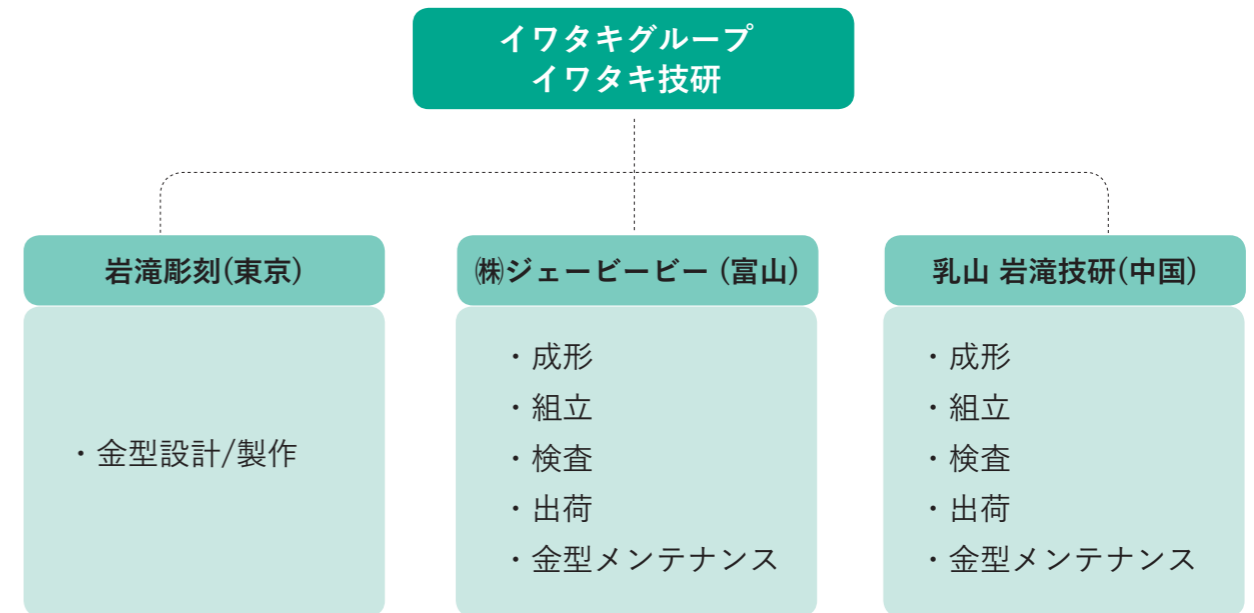 イワタキグループ
イワタキ技研
岩滝彫刻(東京)
・金型設計/製作
㈱ジェービービー (富山)
・成形
・組立
・検査
・出荷
・金型メンテナンス
乳山 岩滝技研(中国)
・成形
・組立
・検査
・出荷
・金型メンテナンス